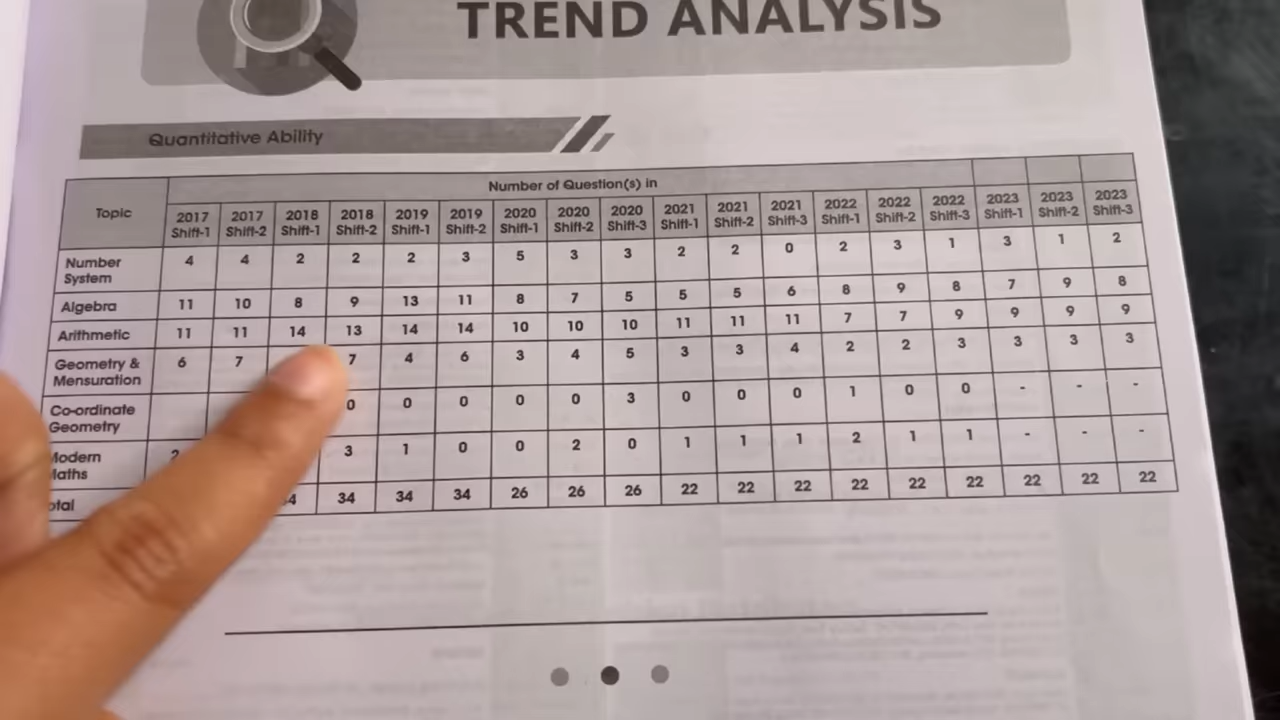 TREND ANALYSIS
Quantitative Ability
Topic
Number of Question(s) in
2017 Shift-1 2017 Shift-2 2018 Shift-1 2018 Shift-2 2019 Shift-1 2019 Shift-2 2020 Shift-1 2020 Shift-2 2020 Shift-3 2021 Shift-1 2021 Shift-2 2021 Shift-3 2022 Shift-1 2022 Shift-2 2022 Shift-3 2023 Shift-1 2023 Shift-2 2023 Shift-3
Number System 4 4 2 2 2 3 5 3 3 2 2 0 2 3 1 3 1 2
Algebra 11 10 8 9 13 11 8 7 5 5 5 6 8 9 8 7 9 8
Arithmetic 11 11 14 13 14 14 10 10 10 11 11 11 7 7 9 9 9 9
Geometry & Mensuration 6 7 7 4 6 3 4 5 3 3 4 2 2 3 3 3 3
Co-ordinate Geometry 0 0 0 0 0 3 0 0 0 1 0 0 - - -
Modern Maths 2 3 1 0 0 2 0 1 1 1 2 1 1 - - -
Total 34 34 34 34 26 26 26 22 22 22 22 22 22 22 22 22